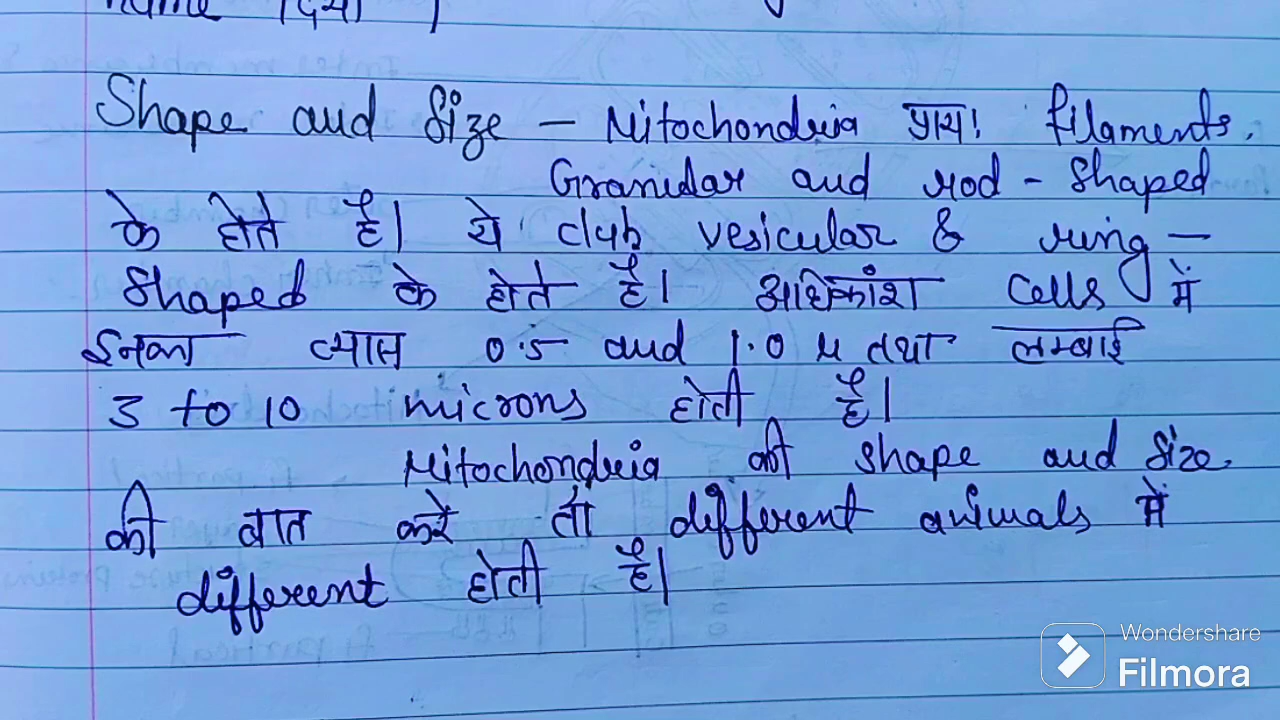 name दिया।
Shape and Size – Mitochondria प्रायः filaments,
Granular and rod - shaped
के होते है। ये club vesicular & ring –
Shaped के होते है। अधिकांश cells में
इनका व्यास 0.5 and 1.0 μ तथा लम्बाई
3 to 10 microns होती है।
Mitochondria की shape and size.
की बात करे तो different animals में
different होती है।
Wondershare
Filmora